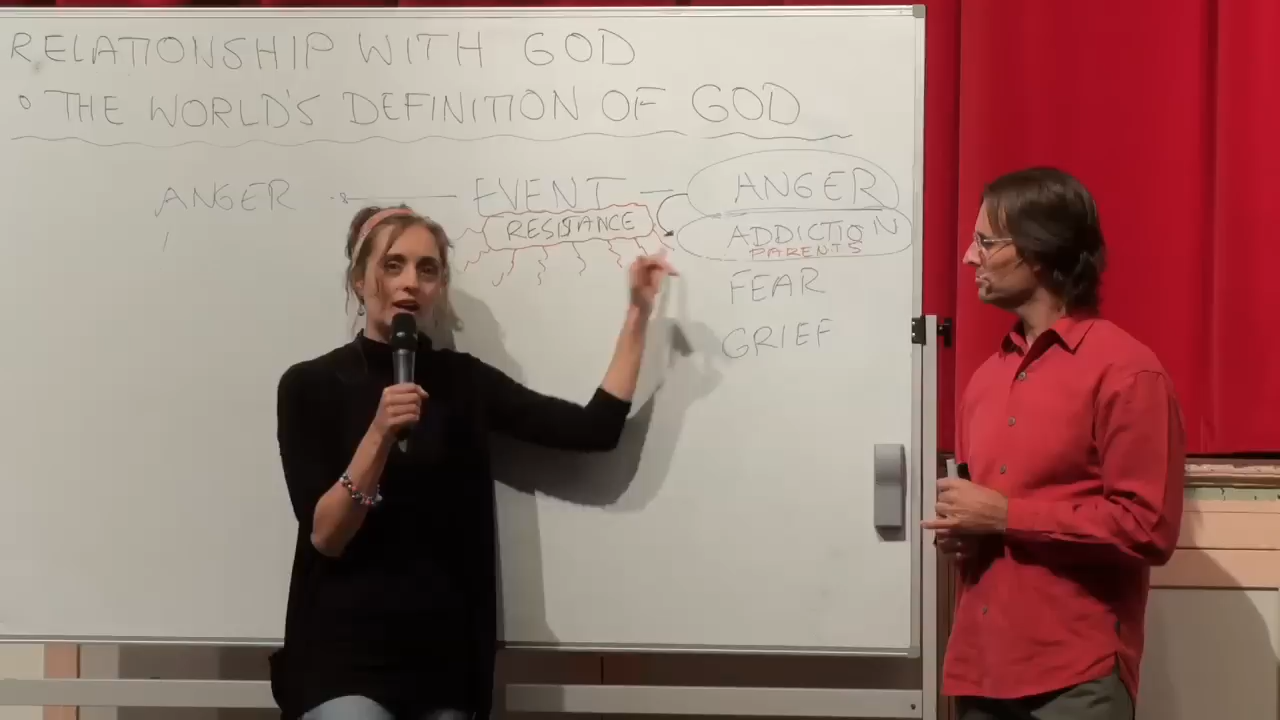 RELATIONSHIP WITH GOD
THE WORLD'S DEFINITION OF GOD
ANGER EVENT ANGER
RESISTANCE ADDICTION
PARENTS
FEAR
GRIEF